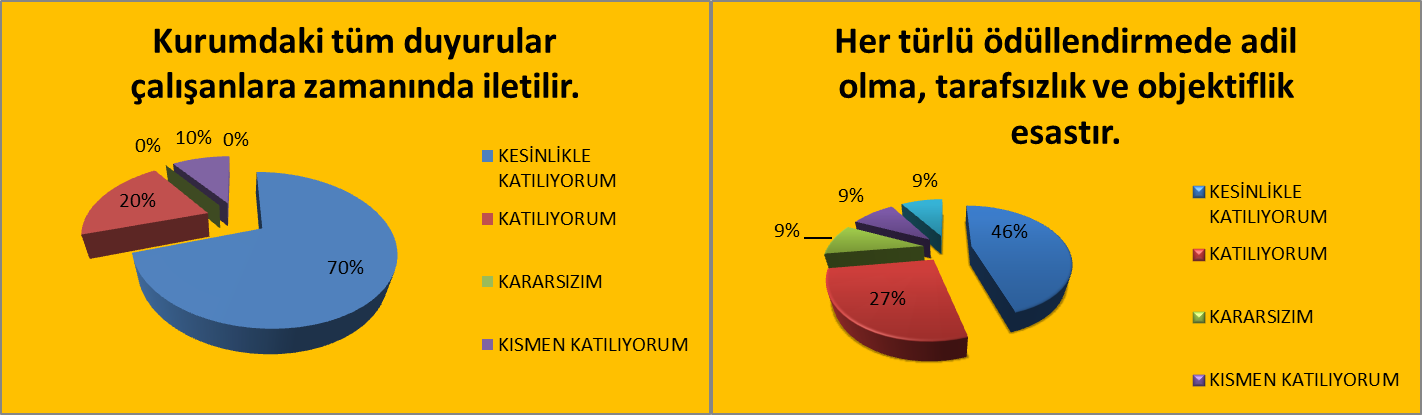 Kurumdaki tüm duyurular
çalışanlara zamanında iletilir.
0%
10%
0%
20%
70%
KESİNLİKLE
KATILIYORUM
KATILIYORUM
KARARSIZIM
KISMEN KATILIYORUM
Her türlü ödüllendirmede adil
olma, tarafsızlık ve objektiflik
esastır.
9%
9%
9%
46%
27%
KESİNLİKLE
KATILIYORUM
KATILIYORUM
KARARSIZIM
KISMEN KATILIYORUM